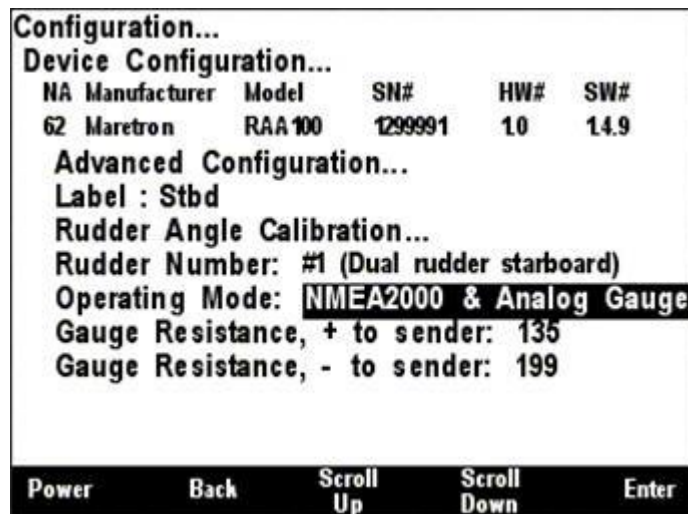 Configuration...
Device Configuration...
NA Manufacturer Model SN# HW# SW#
62 Maretron RAA100 1299991 1.0 1.4.9
Advanced Configuration...
Label : Stbd
Rudder Angle Calibration...
Rudder Number: #1 (Dual rudder starboard)
Operating Mode: NMEA2000 & Analog Gauge
Gauge Resistance, + to sender: 135
Gauge Resistance, - to sender: 199
Power Back Scroll Up Scroll Down Enter